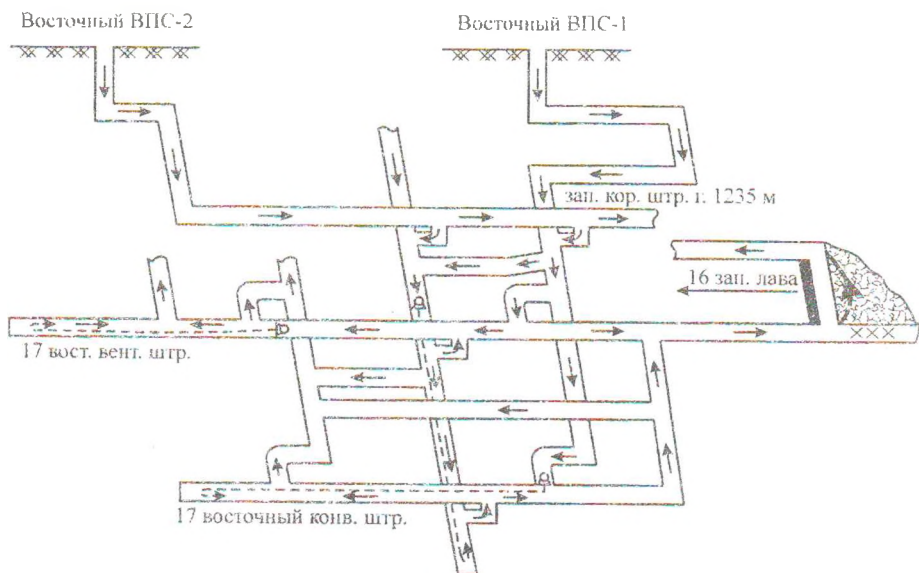 Восточный ВПС-2
Восточный ВПС-1
зап. кор. штр. г. 1235 м
16 зап. лава
17 вост. вент. штр.
17 восточный конв. штр.